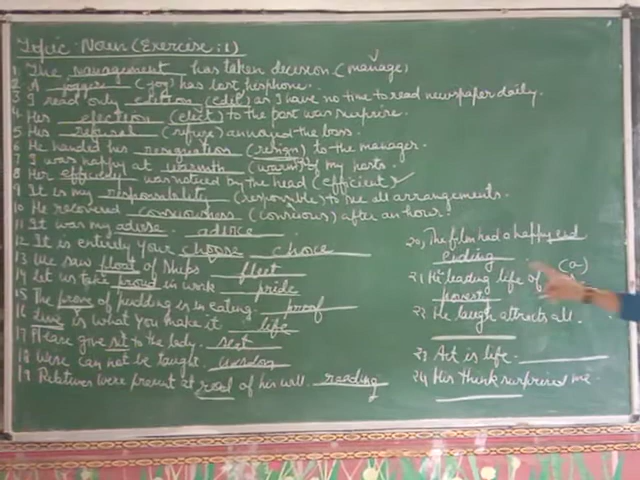 Topic - Noun (Exercise : 1)
1. The management has taken decision. (manage)
2. A jogger (jog) has lost his phone.
3 I read only edition (edit) as I have no time to read newspaper daily.
4 Her election (elect) to the post was surprise.
5 His refusal (refuse) annoyed the boss.
6 He handed his resignation (resign) to the manager.
7 I was happy at warmth (warm) of my hosts.
8 Her efficiency was noticed by the head (efficient)
9 It is my responsibility (responsible) to see all arrangements.
10 He recovered consciousness (conscious) after an hour.
11 It was my advise. advice
12 It is entirely your choose choice
13 We saw float of ships fleet
14 Let us take proud in work pride
15 The prove of pudding is in eating. proof
16 Live is what you make it life
17 Please give sit to the lady. seat
18 Wise can not be taught. wisdom
19 Relatives were present at read of his will. reading
20, The film had a happy end
ending
21 He leading life of (a)
22 He laugh attracts all.
23 Act is life.
24 His think surprised me.